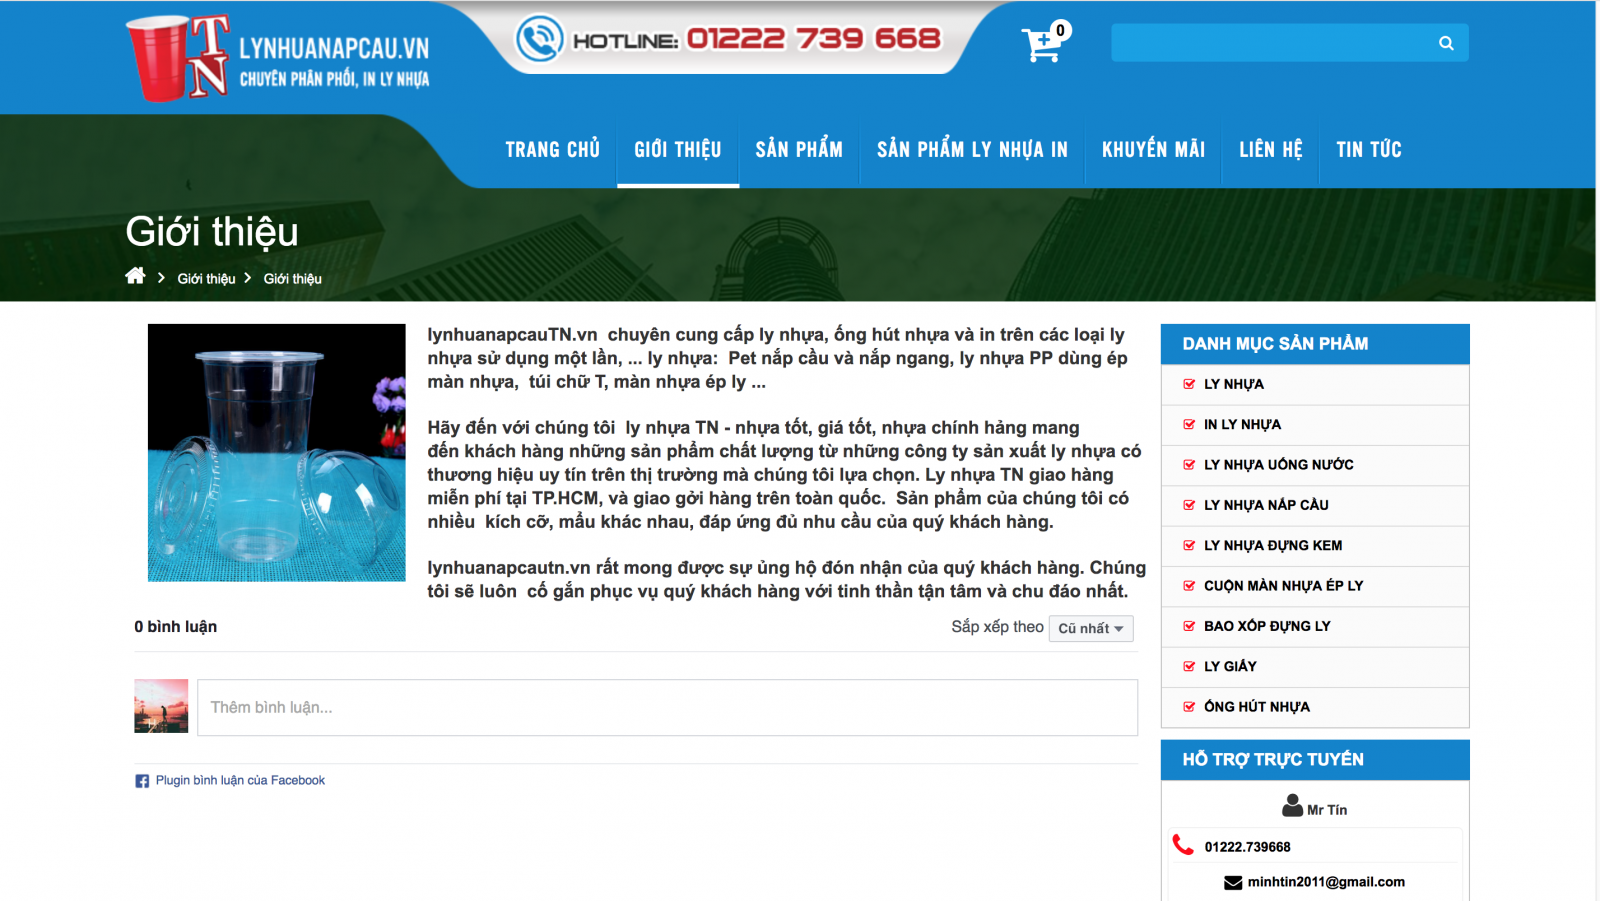 TN
LYNHUANAPCAU.VN
CHUYÊN PHÂN PHỐI, IN LY NHỰA
HOTLINE: 01222 739 668
0
TRANG CHỦ
GIỚI THIỆU
SẢN PHẨM
SẢN PHẨM LY NHỰA IN
KHUYẾN MÃI
LIÊN HỆ
TIN TỨC
Giới thiệu
Giới thiệu
Giới thiệu
lynhuanapcauTN.vn chuyên cung cấp ly nhựa, ống hút nhựa và in trên các loại ly
nhựa sử dụng một lần, ... ly nhựa: Pet nắp cầu và nắp ngang, ly nhựa PP dùng ép
màn nhựa, túi chữ T, màn nhựa ép ly ...
Hãy đến với chúng tôi ly nhựa TN - nhựa tốt, giá tốt, nhựa chính hảng mang
đến khách hàng những sản phẩm chất lượng từ những công ty sản xuất ly nhựa có
thương hiệu uy tín trên thị trường mà chúng tôi lựa chọn. Ly nhựa TN giao hàng
miễn phí tại TP.HCM, và giao gởi hàng trên toàn quốc. Sản phẩm của chúng tôi có
nhiều kích cỡ, mẩu khác nhau, đáp ứng đủ nhu cầu của quý khách hàng.
lynhuanapcautn.vn rất mong được sự ủng hộ đón nhận của quý khách hàng. Chúng
tôi sẽ luôn cố gắn phục vụ quý khách hàng với tinh thần tận tâm và chu đáo nhất.
0 bình luận
Sắp xếp theo Cũ nhất
Thêm bình luận...
Plugin bình luận của Facebook
DANH MỤC SẢN PHẨM
LY NHỰA
IN LY NHỰA
LY NHỰA UỐNG NƯỚC
LY NHỰA NẮP CẦU
LY NHỰA ĐỰNG KEM
CUỘN MÀN NHỰA ÉP LY
BAO XỐP ĐỰNG LY
LY GIẤY
ỐNG HÚT NHỰA
HỖ TRỢ TRỰC TUYẾN
Mr Tín
01222.739668
minhtin2011@gmail.com